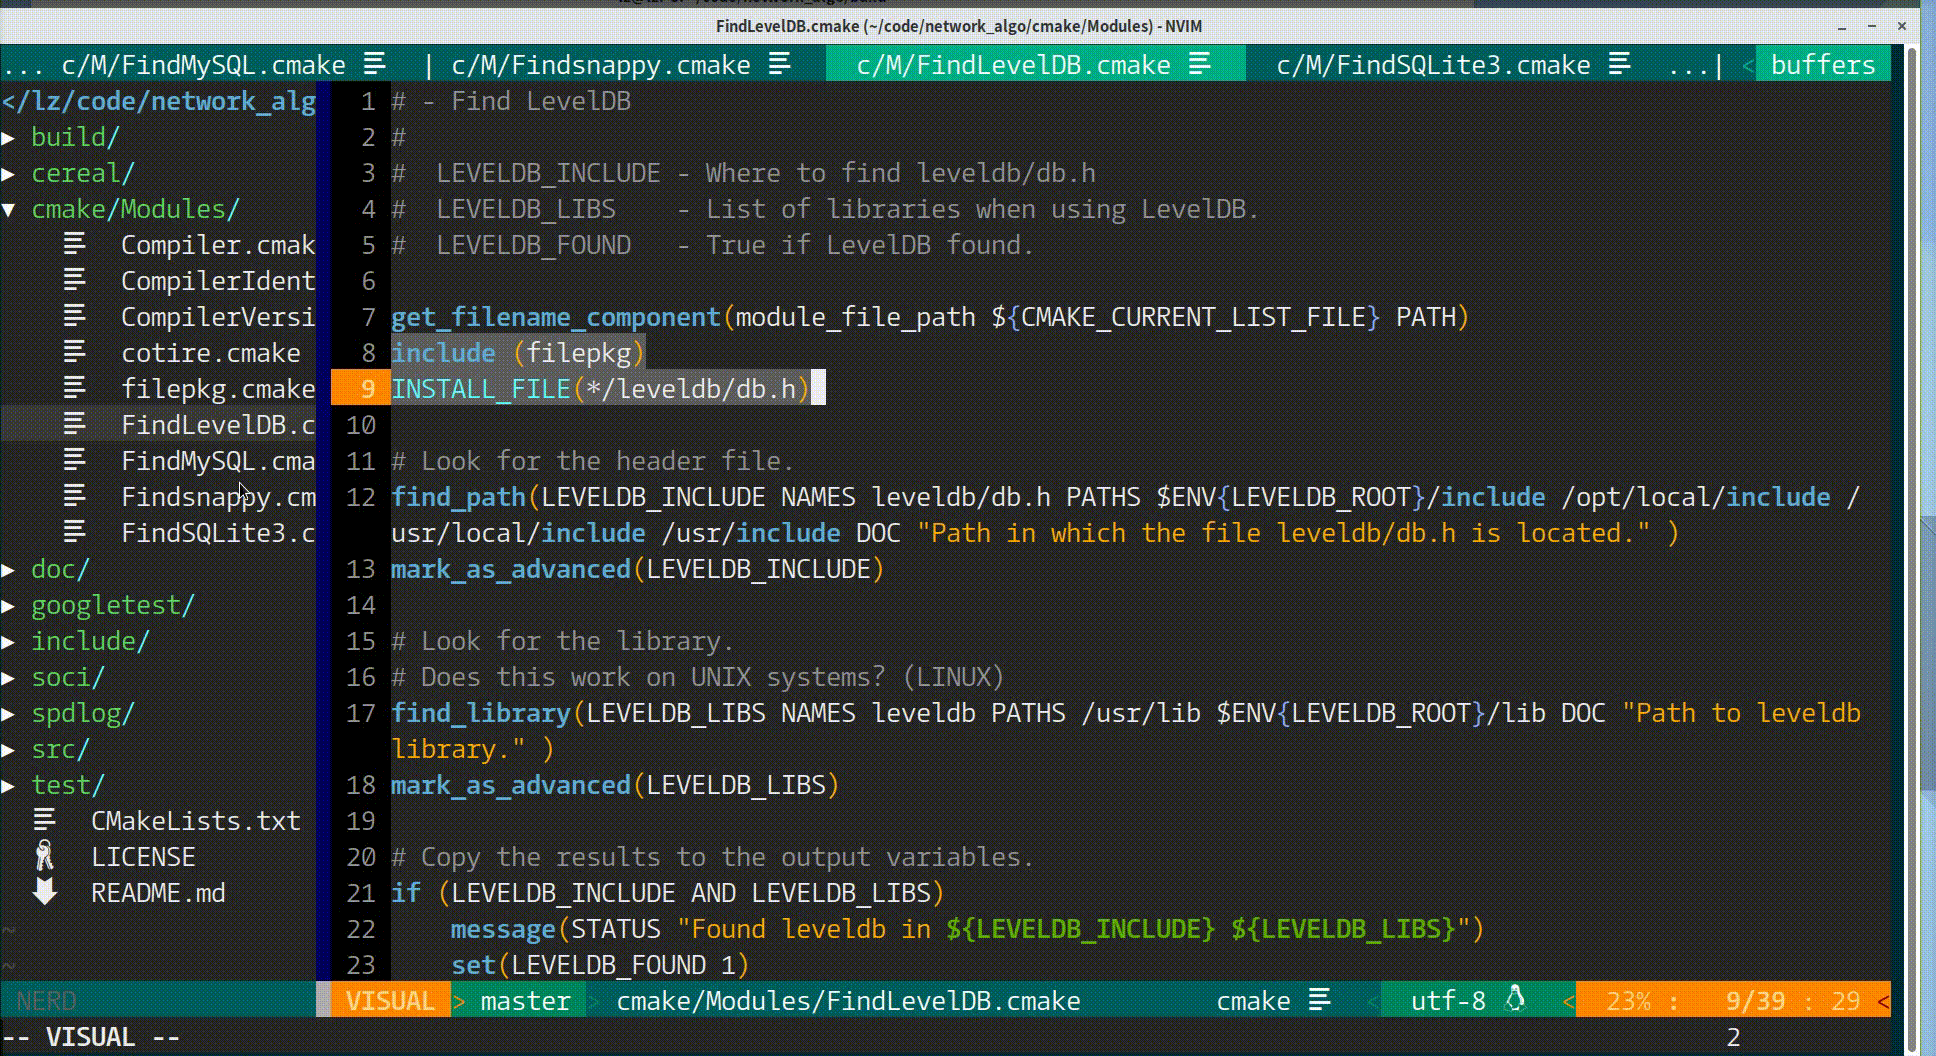 FindLevelDB.cmake (~/code/network_algo/cmake/Modules) - NVIM
... c/M/FindMySQL.cmake | c/M/Findsnappy.cmake c/M/FindLevelDB.cmake c/M/FindSQLite3.cmake ...| < buffers
</lz/code/network_alg
build/
cereal/
cmake/Modules/
Compiler.cmak
CompilerIdent
CompilerVersi
cotire.cmake
filepkg.cmake
FindLevelDB.c
FindMySQL.cma
Findsnappy.cm
FindSQLite3.c
doc/
googletest/
include/
soci/
spdlog/
src/
test/
CMakeLists.txt
LICENSE
README.md
~
~
NERD
1 # - Find LevelDB
2 #
3 #  LEVELDB_INCLUDE - Where to find leveldb/db.h
4 #  LEVELDB_LIBS    - List of libraries when using LevelDB.
5 #  LEVELDB_FOUND   - True if LevelDB found.
6
7 get_filename_component(module_file_path ${CMAKE_CURRENT_LIST_FILE} PATH)
8 include (filepkg)
9 INSTALL_FILE(*/leveldb/db.h)
10
11 # Look for the header file.
12 find_path(LEVELDB_INCLUDE NAMES leveldb/db.h PATHS $ENV{LEVELDB_ROOT}/include /opt/local/include /
usr/local/include /usr/include DOC "Path in which the file leveldb/db.h is located." )
13 mark_as_advanced(LEVELDB_INCLUDE)
14
15 # Look for the library.
16 # Does this work on UNIX systems? (LINUX)
17 find_library(LEVELDB_LIBS NAMES leveldb PATHS /usr/lib $ENV{LEVELDB_ROOT}/lib DOC "Path to leveldb
library." )
18 mark_as_advanced(LEVELDB_LIBS)
19
20 # Copy the results to the output variables.
21 if (LEVELDB_INCLUDE AND LEVELDB_LIBS)
22     message(STATUS "Found leveldb in ${LEVELDB_INCLUDE} ${LEVELDB_LIBS}")
23     set(LEVELDB_FOUND 1)
VISUAL > master > cmake/Modules/FindLevelDB.cmake cmake < utf-8 < 23% : 9/39 : 29 <
-- VISUAL -- 2